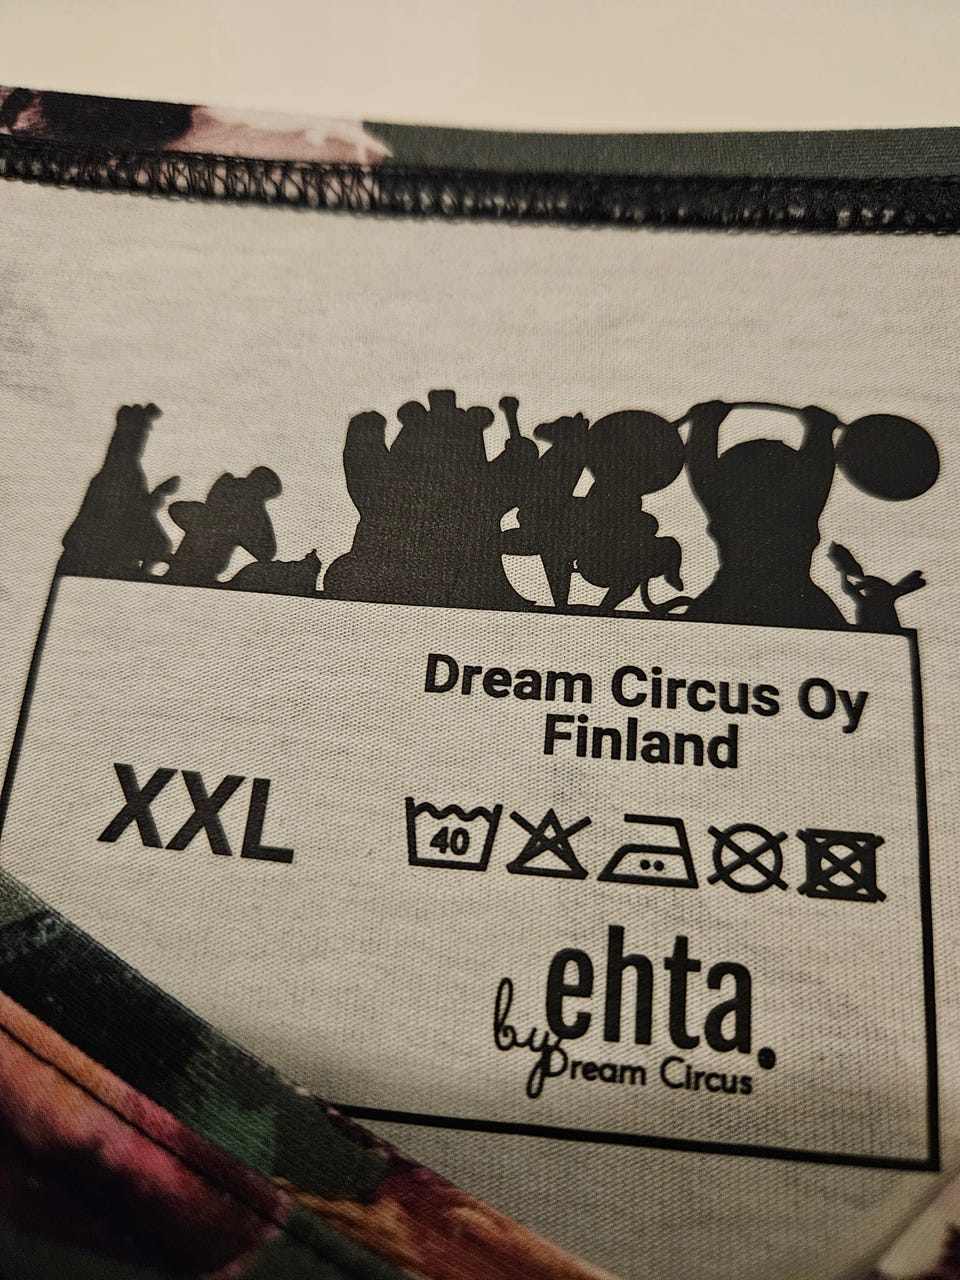 Dream Circus Oy
Finland
XXL
40
ehta.
by Dream Circus